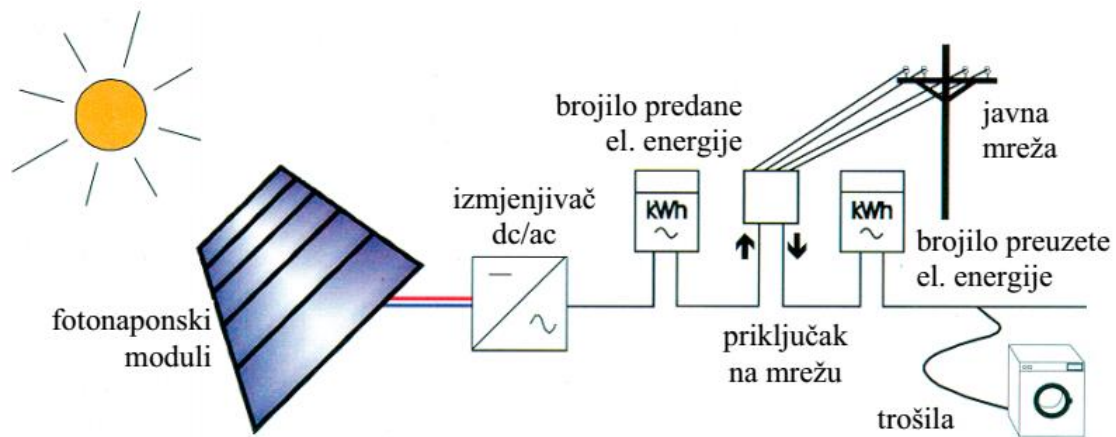 brojilo predane
el. energije
javna
mreža
izmjenjivač
dc/ac
kWh
kWh
brojilo preuzete
el. energije
fotonaponski
moduli
priključak
na mrežu
trošila